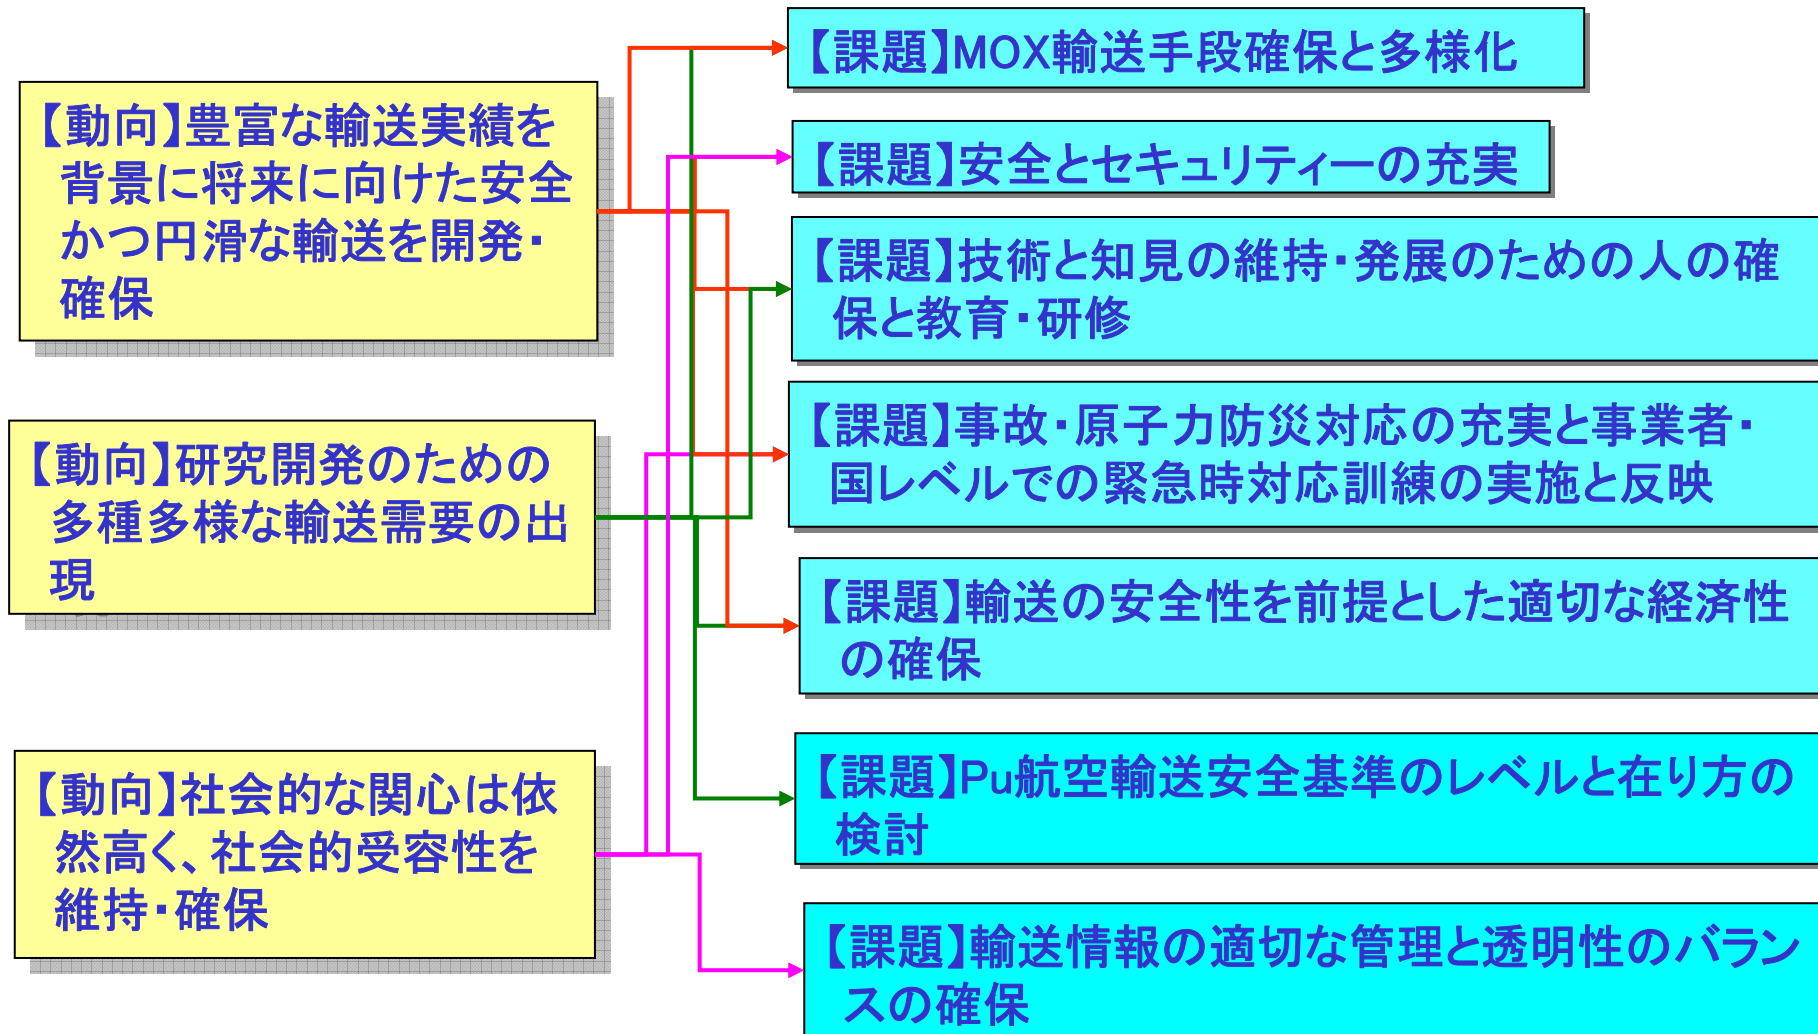 【動向】豊富な輸送実績を
背景に将来に向けた安全
かつ円滑な輸送を開発・
確保
【動向】研究開発のための
多種多様な輸送需要の出
現
【動向】社会的な関心は依
然高く、社会的受容性を
維持・確保
【課題】MOX輸送手段確保と多様化
【課題】安全とセキュリティーの充実
【課題】技術と知見の維持・発展のための人の確
保と教育・研修
【課題】事故・原子力防災対応の充実と事業者・
国レベルでの緊急時対応訓練の実施と反映
【課題】輸送の安全性を前提とした適切な経済性
の確保
【課題】Pu航空輸送安全基準のレベルと在り方の
検討
【課題】輸送情報の適切な管理と透明性のバラン
スの確保